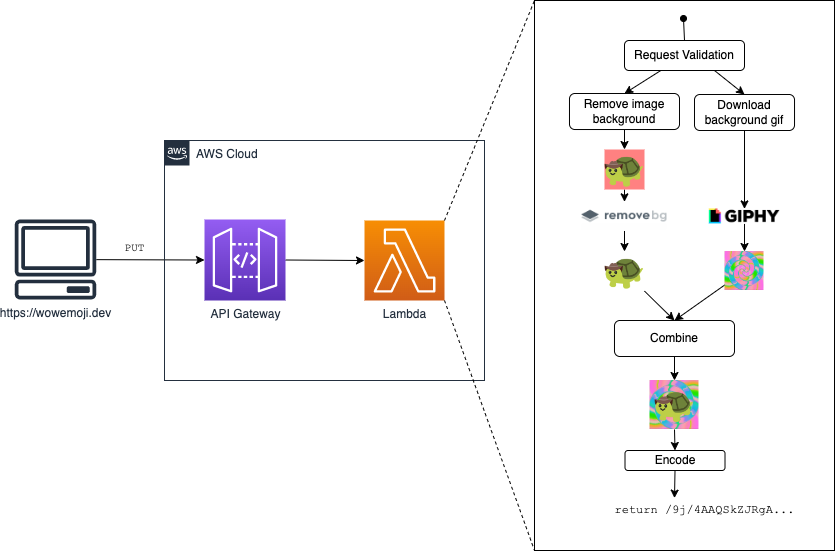 Request Validation
Remove image
background
Download
background gif
aws
AWS Cloud
removebg
GIPHY
PUT
</>
https://wowemoji.dev
API Gateway
Lambda
Combine
Encode
return /9j/4AAQSkZJRgA...